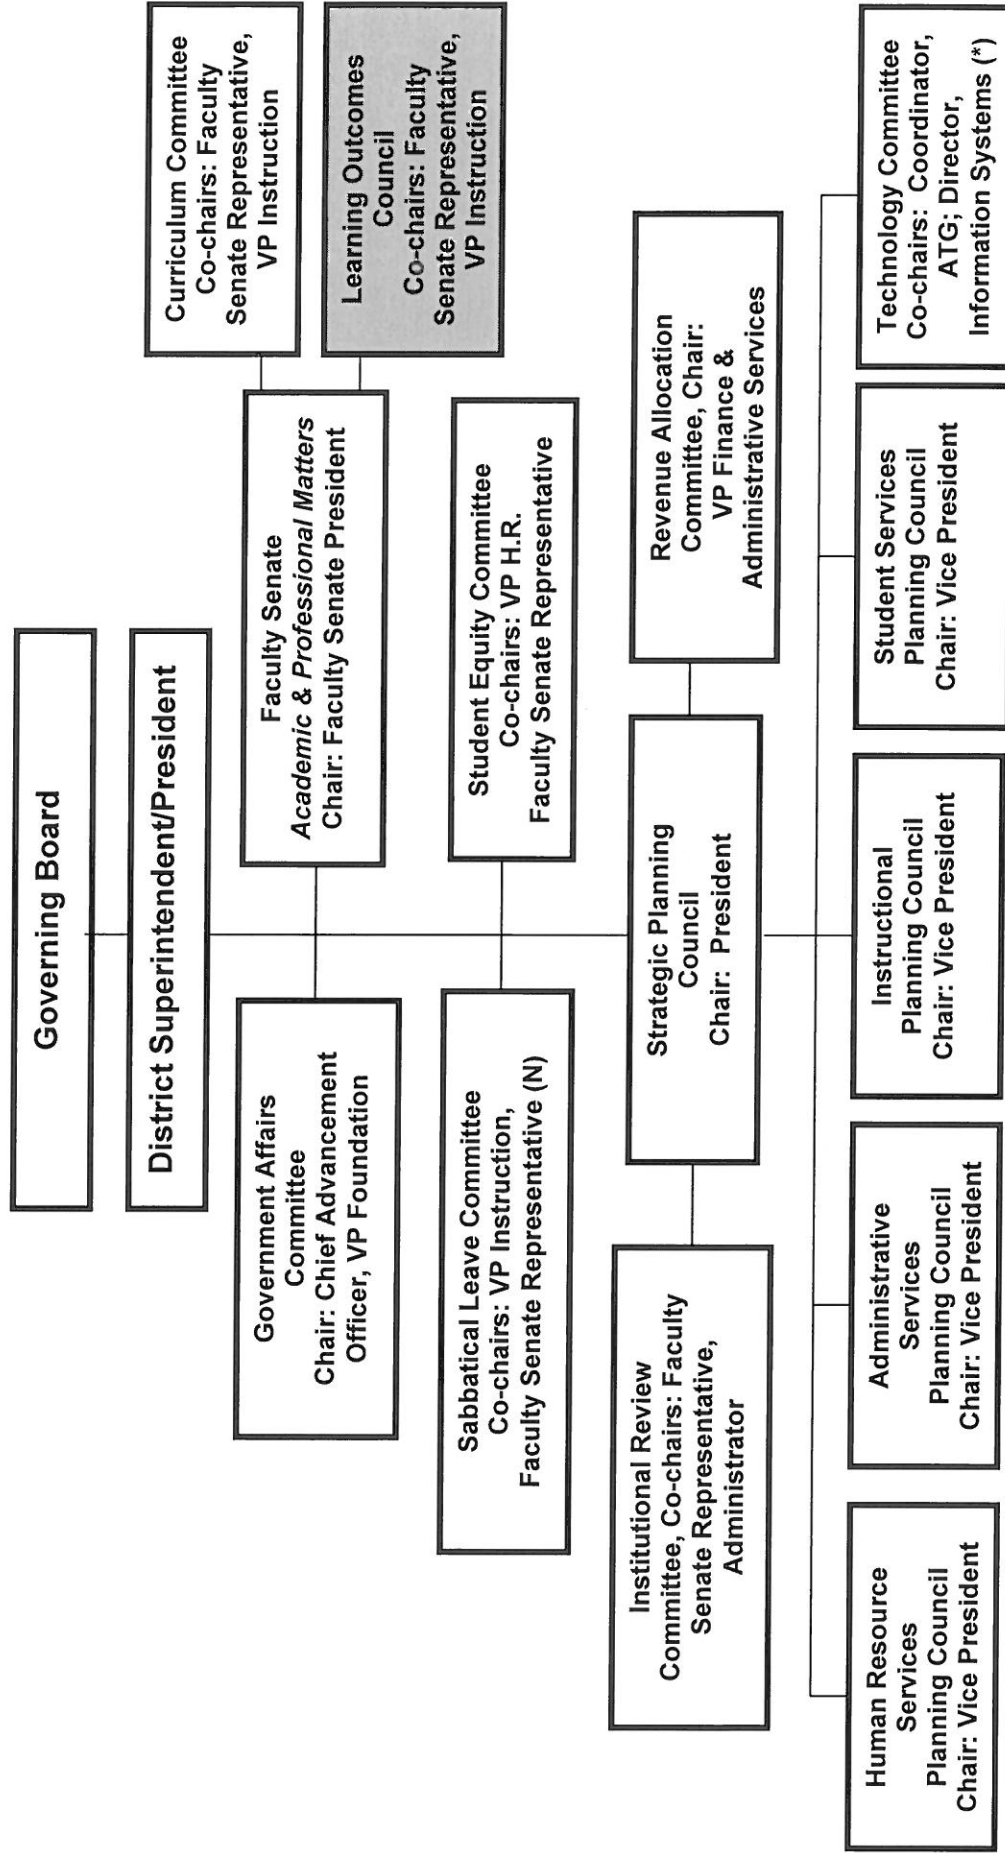 Governing Board
District Superintendent/President
Government Affairs
Committee
Chair: Chief Advancement
Officer, VP Foundation
Faculty Senate
Academic & Professional Matters
Chair: Faculty Senate President
Curriculum Committee
Co-chairs: Faculty
Senate Representative,
VP Instruction
Learning Outcomes
Council
Co-chairs: Faculty
Senate Representative,
VP Instruction
Sabbatical Leave Committee
Co-chairs: VP Instruction,
Faculty Senate Representative (N)
Student Equity Committee
Co-chairs: VP H.R.
Faculty Senate Representative
Institutional Review
Committee, Co-chairs: Faculty
Senate Representative,
Administrator
Strategic Planning
Council
Chair: President
Revenue Allocation
Committee, Chair:
VP Finance &
Administrative Services
Human Resource
Services
Planning Council
Chair: Vice President
Administrative
Services
Planning Council
Chair: Vice President
Instructional
Planning Council
Chair: Vice President
Student Services
Planning Council
Chair: Vice President
Technology Committee
Co-chairs: Coordinator,
ATG; Director,
Information Systems (*)